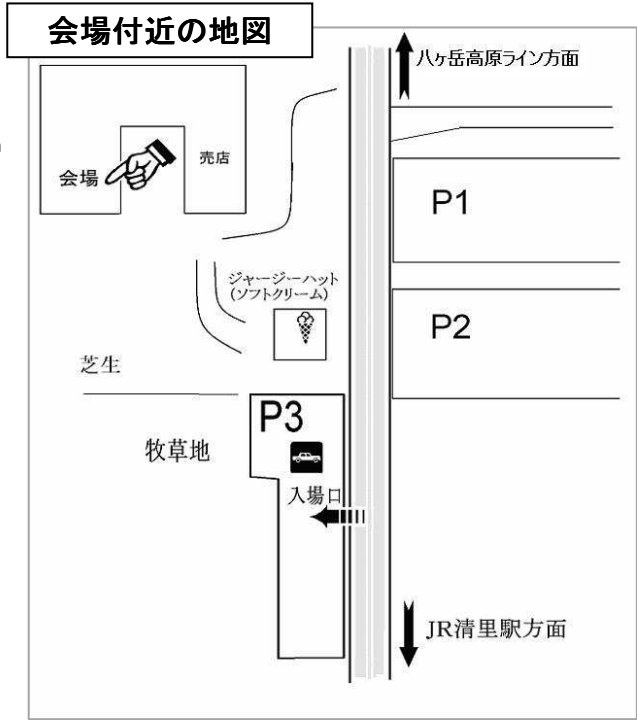 会場付近の地図
八ヶ岳高原ライン方面
売店
会場
P1
ジャージーハット
(ソフトクリーム)
P2
芝生
P3
牧草地
入場口
JR清里駅方面